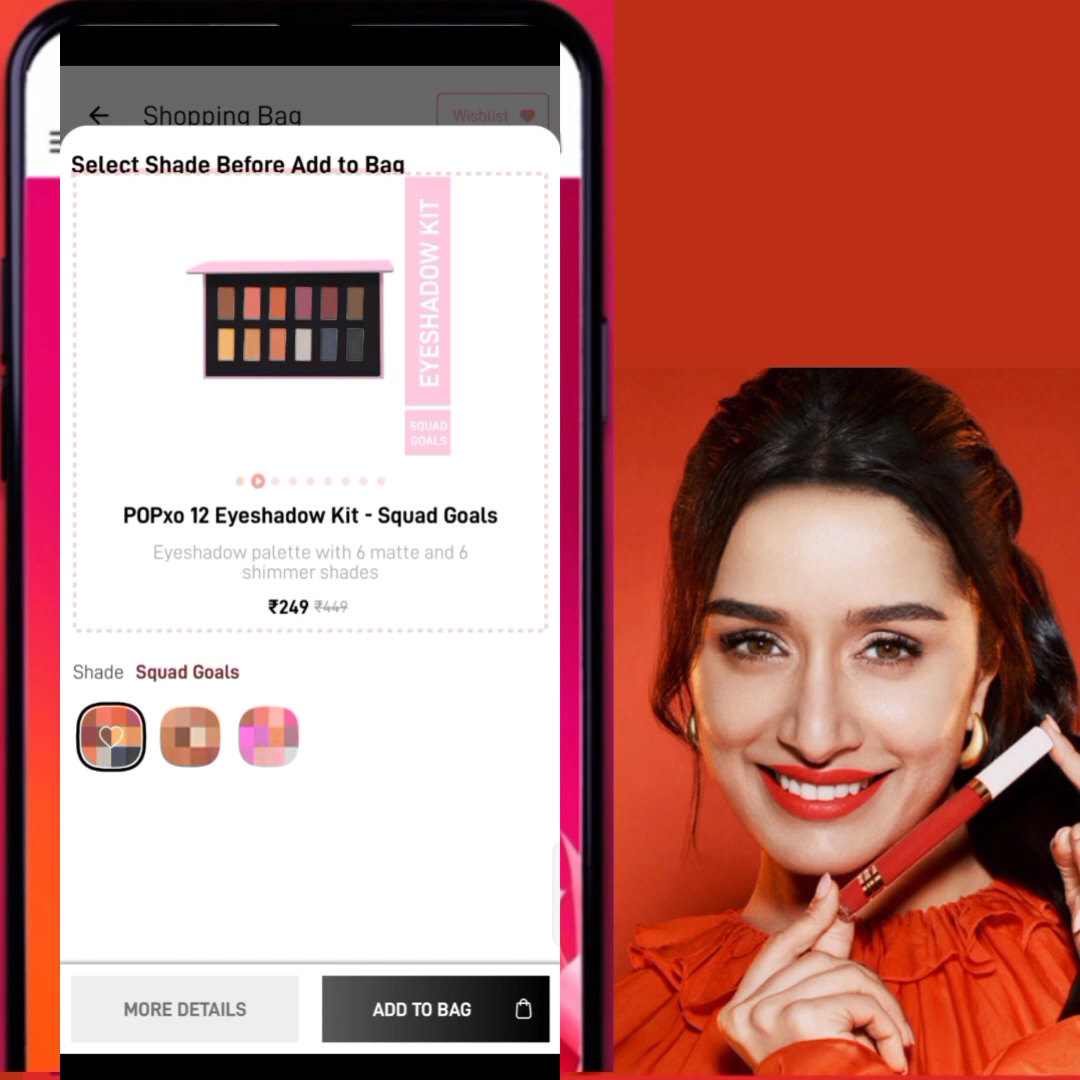 Shopping Bag
Wishlist
Select Shade Before Add to Bag
EYESHADOW KIT
SQUAD
GOALS
POPxo 12 Eyeshadow Kit - Squad Goals
Eyeshadow palette with 6 matte and 6
shimmer shades
₹249 ₹449
Shade Squad Goals
MORE DETAILS
ADD TO BAG